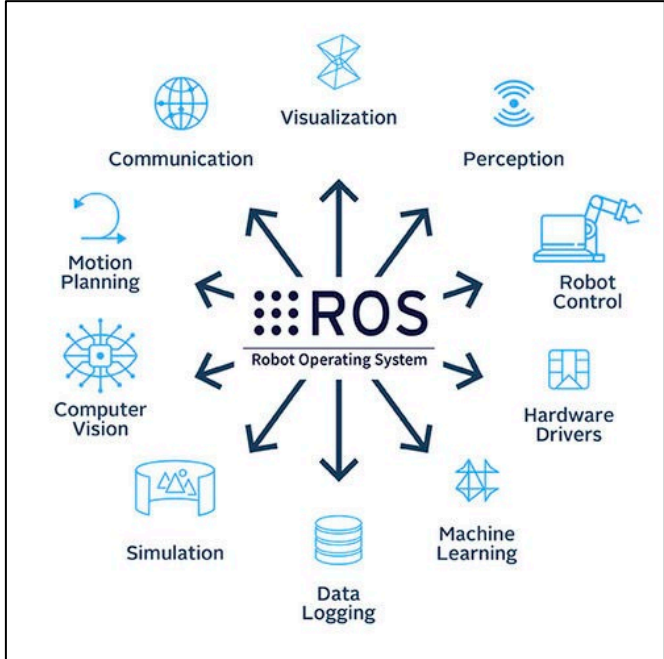 Visualization
Communication
Perception
Motion
Planning
Robot
Control
ROS
Robot Operating System
Computer
Vision
Hardware
Drivers
Simulation
Machine
Learning
Data
Logging